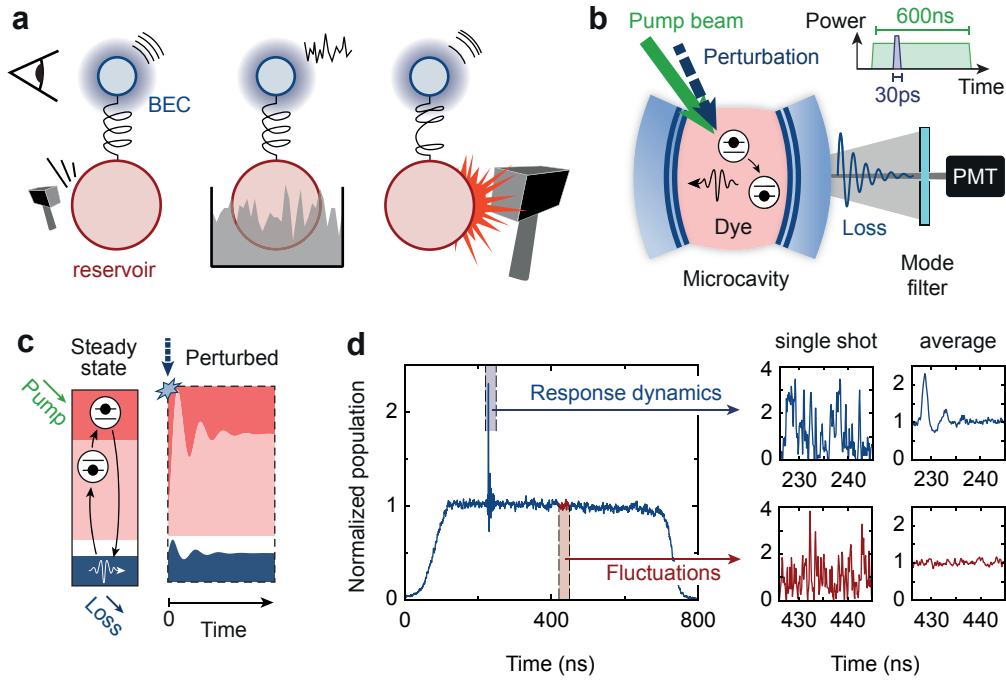 a
BEC
reservoir
b
Pump beam
Perturbation
Power
600ns
30ps
Time
Dye
Microcavity
Loss
Mode
filter
PMT
c
Steady
state
Perturbed
Pump
Loss
0
Time
d
single shot
average
Normalized population
2
1
0
0
400
800
Time (ns)
Response dynamics
Fluctuations
4
2
0
230
240
2
1
0
230
240
4
2
0
430
440
2
1
0
430
440
Time (ns)